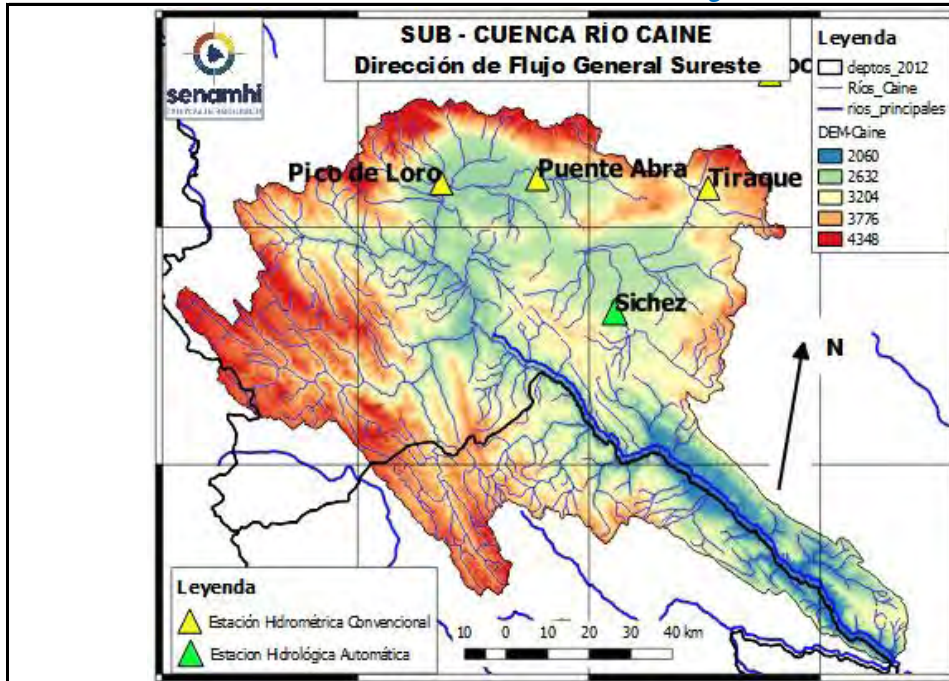 SUB - CUENCA RÍO CAINE
Dirección de Flujo General Sureste
senamhi
Leyenda
deptos_2012
Ríos_Caine
rios_principales
DEM-Caine
2060
2632
3204
3776
4348
Pico de Loro
Puente Abra
Tiraque
Sichez
N
Leyenda
Estación Hidrométrica Convencional
Estacion Hidrológica Automática
10 0 10 20 30 40 km